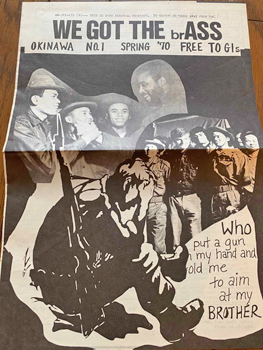 WE GOT THE brASS
OKINAWA NO.1 SPRING '70 FREE TO GIs
Who
put a gun
in my hand and
told me
to aim
at my
BROTHER